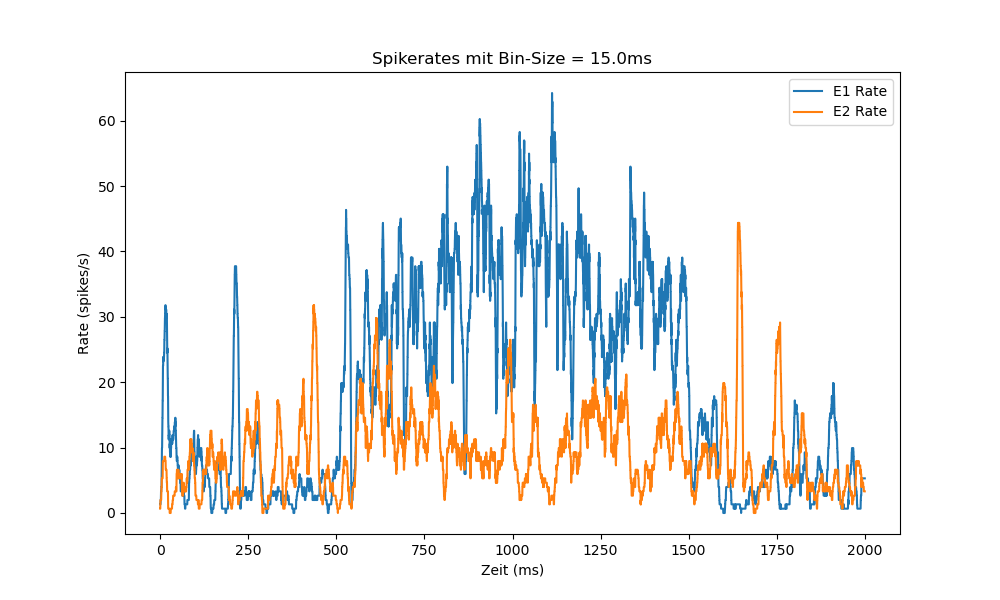 Spikerates mit Bin-Size = 15.0ms
E1 Rate
E2 Rate
60
50
40
30
20
10
0
Rate (spikes/s)
0 250 500 750 1000 1250 1500 1750 2000
Zeit (ms)